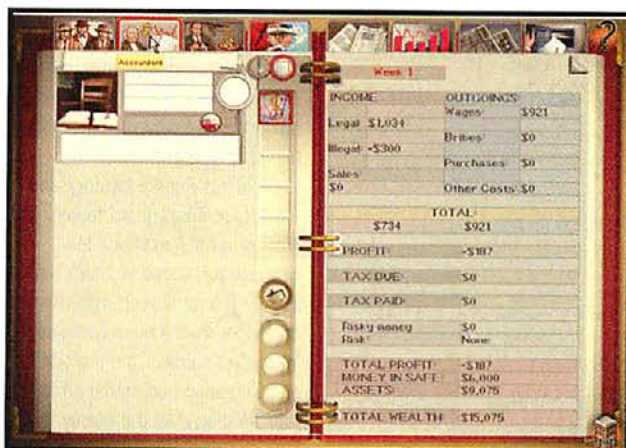 Accountant
Week 1
INCOME: OUTGOINGS:
Wages: $921
Legal: $1,034
Bribes: $0
Illegal: -$300
Purchases: $0
Sales:
$0 Other Costs: $0
TOTAL:
$734 $921
PROFIT: -$187
TAX DUE: $0
TAX PAID: $0
Risky money $0
Risk: None
TOTAL PROFIT: -$187
MONEY IN SAFE: $6,000
ASSETS: $9,075
TOTAL WEALTH: $15,075
?